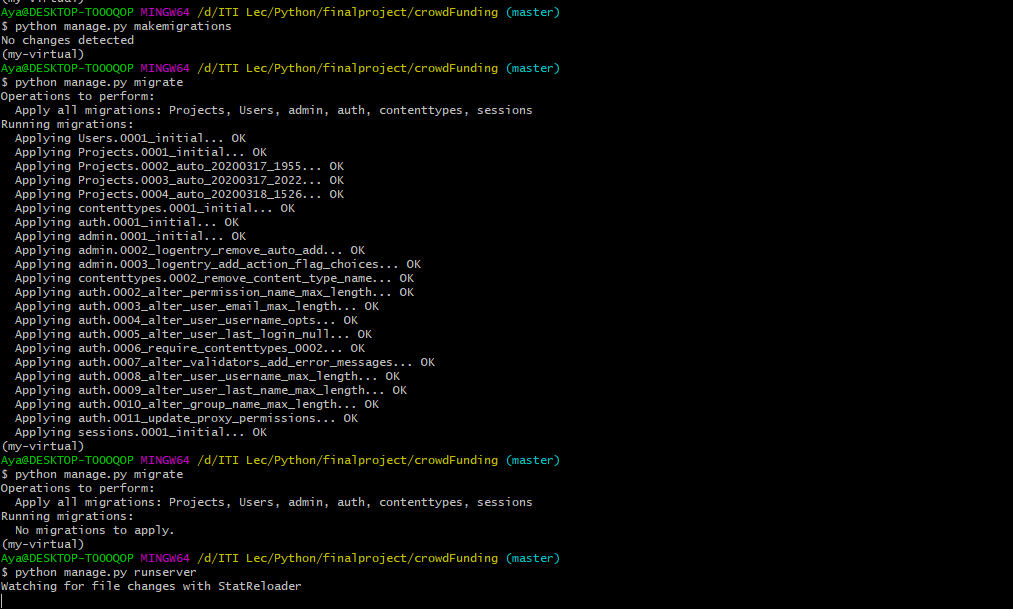 (my-virtual)
Aya@DESKTOP-TOOOQOP MINGW64 /d/ITI Lec/Python/finalproject/crowdFunding (master)
$ python manage.py makemigrations
No changes detected
(my-virtual)
Aya@DESKTOP-TOOOQOP MINGW64 /d/ITI Lec/Python/finalproject/crowdFunding (master)
$ python manage.py migrate
Operations to perform:
  Apply all migrations: Projects, Users, admin, auth, contenttypes, sessions
Running migrations:
  Applying Users.0001_initial... OK
  Applying Projects.0001_initial... OK
  Applying Projects.0002_auto_20200317_1955... OK
  Applying Projects.0003_auto_20200317_2022... OK
  Applying Projects.0004_auto_20200318_1526... OK
  Applying contenttypes.0001_initial... OK
  Applying auth.0001_initial... OK
  Applying admin.0001_initial... OK
  Applying admin.0002_logentry_remove_auto_add... OK
  Applying admin.0003_logentry_add_action_flag_choices... OK
  Applying contenttypes.0002_remove_content_type_name... OK
  Applying auth.0002_alter_permission_name_max_length... OK
  Applying auth.0003_alter_user_email_max_length... OK
  Applying auth.0004_alter_user_username_opts... OK
  Applying auth.0005_alter_user_last_login_null... OK
  Applying auth.0006_require_contenttypes_0002... OK
  Applying auth.0007_alter_validators_add_error_messages... OK
  Applying auth.0008_alter_user_username_max_length... OK
  Applying auth.0009_alter_user_last_name_max_length... OK
  Applying auth.0010_alter_group_name_max_length... OK
  Applying auth.0011_update_proxy_permissions... OK
  Applying sessions.0001_initial... OK
(my-virtual)
Aya@DESKTOP-TOOOQOP MINGW64 /d/ITI Lec/Python/finalproject/crowdFunding (master)
$ python manage.py migrate
Operations to perform:
  Apply all migrations: Projects, Users, admin, auth, contenttypes, sessions
Running migrations:
  No migrations to apply.
(my-virtual)
Aya@DESKTOP-TOOOQOP MINGW64 /d/ITI Lec/Python/finalproject/crowdFunding (master)
$ python manage.py runserver
Watching for file changes with StatReloader